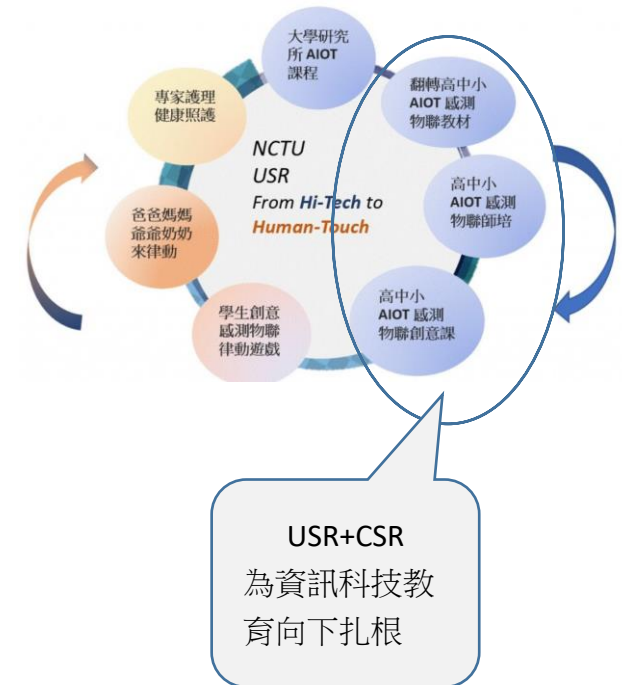 大學研究
所 AIOT
課程
翻轉高中小
AIOT 感測
物聯教材
高中小
AIOT 感測
物聯師培
高中小
AIOT 感測
物聯創意課
學生創意
感測物聯
律動遊戲
爸爸媽媽
爺爺奶奶
來律動
專家護理
健康照護
NCTU
USR
From Hi-Tech to
Human-Touch
USR+CSR
為資訊科技教
育向下扎根